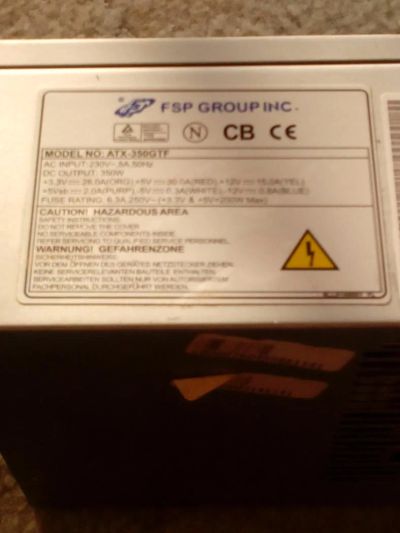 FSP GROUP INC.
N CB CE
MODEL NO: ATX-350GTF
AC INPUT: 230V~,5A,50Hz
DC OUTPUT: 350W
+3.3V 28.0A(ORG),+5V 30.0A(RED),+12V 15.0A(YEL)
+5Vsb 2.0A(PURP),-5V 0.3A(WHITE),-12V 0.8A(BLUE)
FUSE RATING: 6.3A,250V~ (+3.3V & +5V=200W Max)
CAUTION! HAZARDOUS AREA
SAFETY INSTRUCTIONS:
DO NOT REMOVE THE COVER
NO SERVICEABLE COMPONENTS INSIDE
REFER SERVICING TO QUALIFIED SERVICE PERSONNEL.
WARNUNG! GEFAHRENZONE
SICHERHEITSHINWEIS:
VOR DEM ÖFFNEN DES GERÄTES NETZSTECKER ZIEHEN
KEINE SERVICERELEVANTEN BAUTEILE ENTHALTEN
SERVICEARBEITEN SOLLTEN NUR VON AUTORISIERTEM
FACHPERSONAL DURCHGEFÜHRT WERDEN